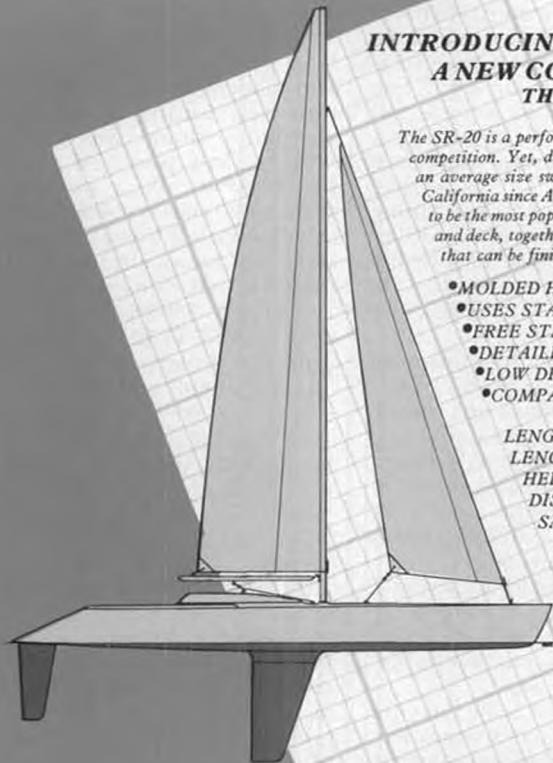 INTRODUCIN
A NEW CO
TH
The SR-20 is a perfo
competition. Yet, d
an average size sw
California since A
to be the most pop
and deck, togeth
that can be fini
•MOLDED
•USES STA
•FREE ST
•DETAIL
•LOW
•COMPA
LENG
LENG
HE
DIS